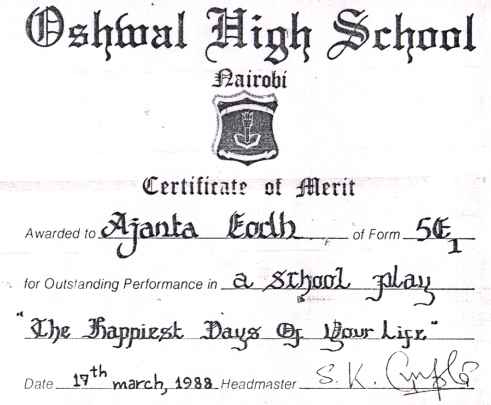 Oshwal High School
Nairobi
Certificate of Merit
Awarded to Ajanta Eodh of Form 5E1
for Outstanding Performance in a school play
"The Happiest Days Of Your Life"
Date 17th march, 1988 Headmaster S. K.